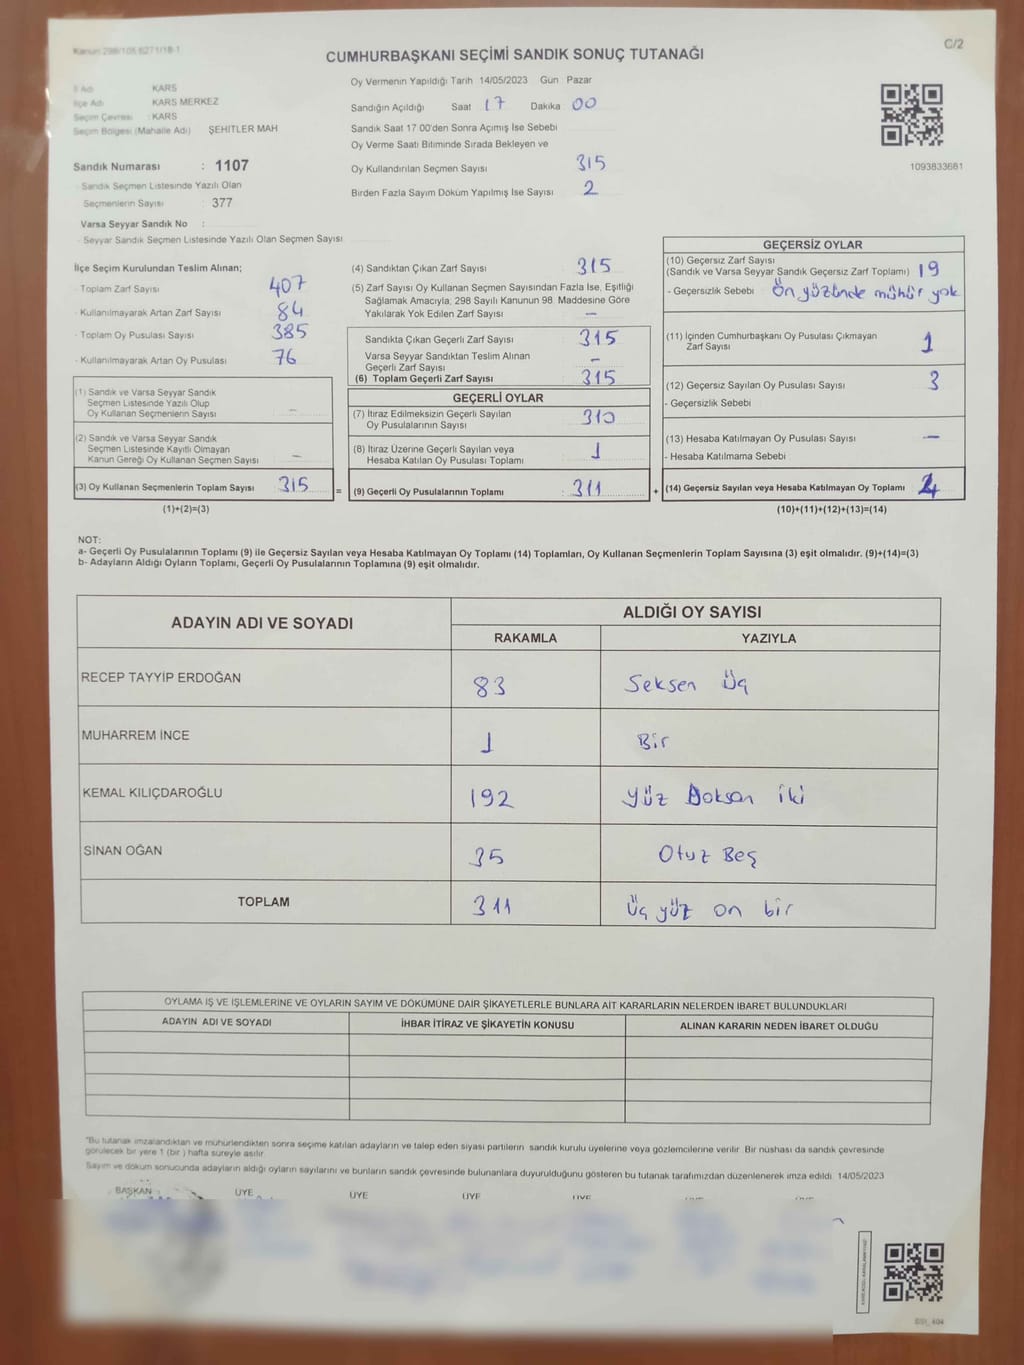 Kanun 298/105 6271/18-1
C/2
CUMHURBAŞKANI SEÇİMİ SANDIK SONUÇ TUTANAĞI
İl Adı KARS
İlçe Adı KARS MERKEZ
Seçim Çevresi : KARS
Seçim Bölgesi (Mahalle Adı) ŞEHİTLER MAH
Sandık Numarası : 1107
- Sandık Seçmen Listesinde Yazılı Olan
Seçmenlerin Sayısı 377
Varsa Seyyar Sandık No :
- Seyyar Sandık Seçmen Listesinde Yazılı Olan Seçmen Sayısı
Oy Vermenin Yapıldığı Tarih 14/05/2023 Gün Pazar
Sandığın Açıldığı Saat 17 Dakika 00
Sandık Saat 17 00'den Sonra Açımış İse Sebebi
Oy Verme Saati Bitiminde Sırada Bekleyen ve
Oy Kullandırılan Seçmen Sayısı 315
Birden Fazla Sayım Döküm Yapılmış İse Sayısı 2
1093833681
İlçe Seçim Kurulundan Teslim Alınan;
- Toplam Zarf Sayısı 407
- Kullanılmayarak Artan Zarf Sayısı 84
- Toplam Oy Pusulası Sayısı 385
- Kullanılmayarak Artan Oy Pusulası 76
(1) Sandık ve Varsa Seyyar Sandık
Seçmen Listesinde Yazılı Olup
Oy Kullanan Seçmenlerin Sayısı –
(2) Sandık ve Varsa Seyyar Sandık
Seçmen Listesinde Kayıtlı Olmayan
Kanun Gereği Oy Kullanan Seçmen Sayısı –
(3) Oy Kullanan Seçmenlerin Toplam Sayısı 315
(1)+(2)=(3)
(4) Sandıktan Çıkan Zarf Sayısı 315
(5) Zarf Sayısı Oy Kullanan Seçmen Sayısından Fazla İse, Eşitliği
Sağlamak Amacıyla, 298 Sayılı Kanunun 98. Maddesine Göre
Yakılarak Yok Edilen Zarf Sayısı –
Sandıkta Çıkan Geçerli Zarf Sayısı 315
Varsa Seyyar Sandıktan Teslim Alınan
Geçerli Zarf Sayısı –
(6) Toplam Geçerli Zarf Sayısı 315
GEÇERLİ OYLAR
(7) İtiraz Edilmeksizin Geçerli Sayılan
Oy Pusulalarının Sayısı 310
(8) İtiraz Üzerine Geçerli Sayılan veya
Hesaba Katılan Oy Pusulası Toplamı 1
= (9) Geçerli Oy Pusulalarının Toplamı : 311 +
GEÇERSİZ OYLAR
(10) Geçersiz Zarf Sayısı
(Sandık ve Varsa Seyyar Sandık Geçersiz Zarf Toplamı) 19
- Geçersizlik Sebebi Ön yüzünde mühür yok
(11) İçinden Cumhurbaşkanı Oy Pusulası Çıkmayan
Zarf Sayısı 1
(12) Geçersiz Sayılan Oy Pusulası Sayısı 3
- Geçersizlik Sebebi
(13) Hesaba Katılmayan Oy Pusulası Sayısı –
- Hesaba Katılmama Sebebi
(14) Geçersiz Sayılan veya Hesaba Katılmayan Oy Toplamı 4
(10)+(11)+(12)+(13)=(14)
NOT:
a- Geçerli Oy Pusulalarının Toplamı (9) ile Geçersiz Sayılan veya Hesaba Katılmayan Oy Toplamı (14) Toplamları, Oy Kullanan Seçmenlerin Toplam Sayısına (3) eşit olmalıdır. (9)+(14)=(3)
b- Adayların Aldığı Oyların Toplamı, Geçerli Oy Pusulalarının Toplamına (9) eşit olmalıdır.
ADAYIN ADI VE SOYADI ALDIĞI OY SAYISI
RAKAMLA YAZIYLA
RECEP TAYYİP ERDOĞAN 83 Seksen Üç
MUHARREM İNCE 1 Bir
KEMAL KILIÇDAROĞLU 192 Yüz Doksan iki
SİNAN OĞAN 35 Otuz Beş
TOPLAM 311 Üç yüz on bir
OYLAMA İŞ VE İŞLEMLERİNE VE OYLARIN SAYIM VE DÖKÜMÜNE DAİR ŞİKAYETLERLE BUNLARA AİT KARARLARIN NELERDEN İBARET BULUNDUKLARI
ADAYIN ADI VE SOYADI İHBAR İTİRAZ VE ŞİKAYETİN KONUSU ALINAN KARARIN NEDEN İBARET OLDUĞU
*Bu tutanak imzalandıktan ve mühürlendikten sonra seçime katılan adayların ve talep eden siyasi partilerin sandık kurulu üyelerine veya gözlemcilerine verilir. Bir nüshası da sandık çevresinde
görülecek bir yere 1 (bir ) hafta süreyle asılır.
Sayım ve döküm sonucunda adayların aldığı oyların sayılarını ve bunların sandık çevresinde bulunanlara duyurulduğunu gösteren bu tutanak tarafımızdan düzenlenerek imza edildi. 14/05/2023
BAŞKAN ÜYE ÜYE ÜYE ÜYE